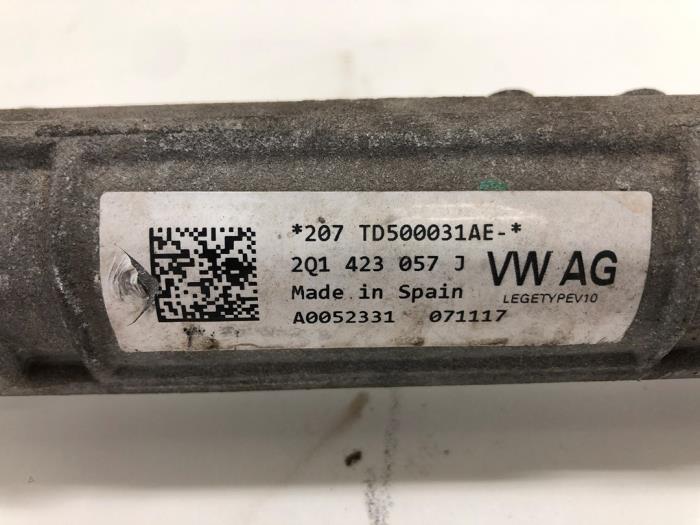 *207 TD500031AE-*
2Q1 423 057 J
VW AG
Made in Spain
LEGETYPEV10
A0052331 071117